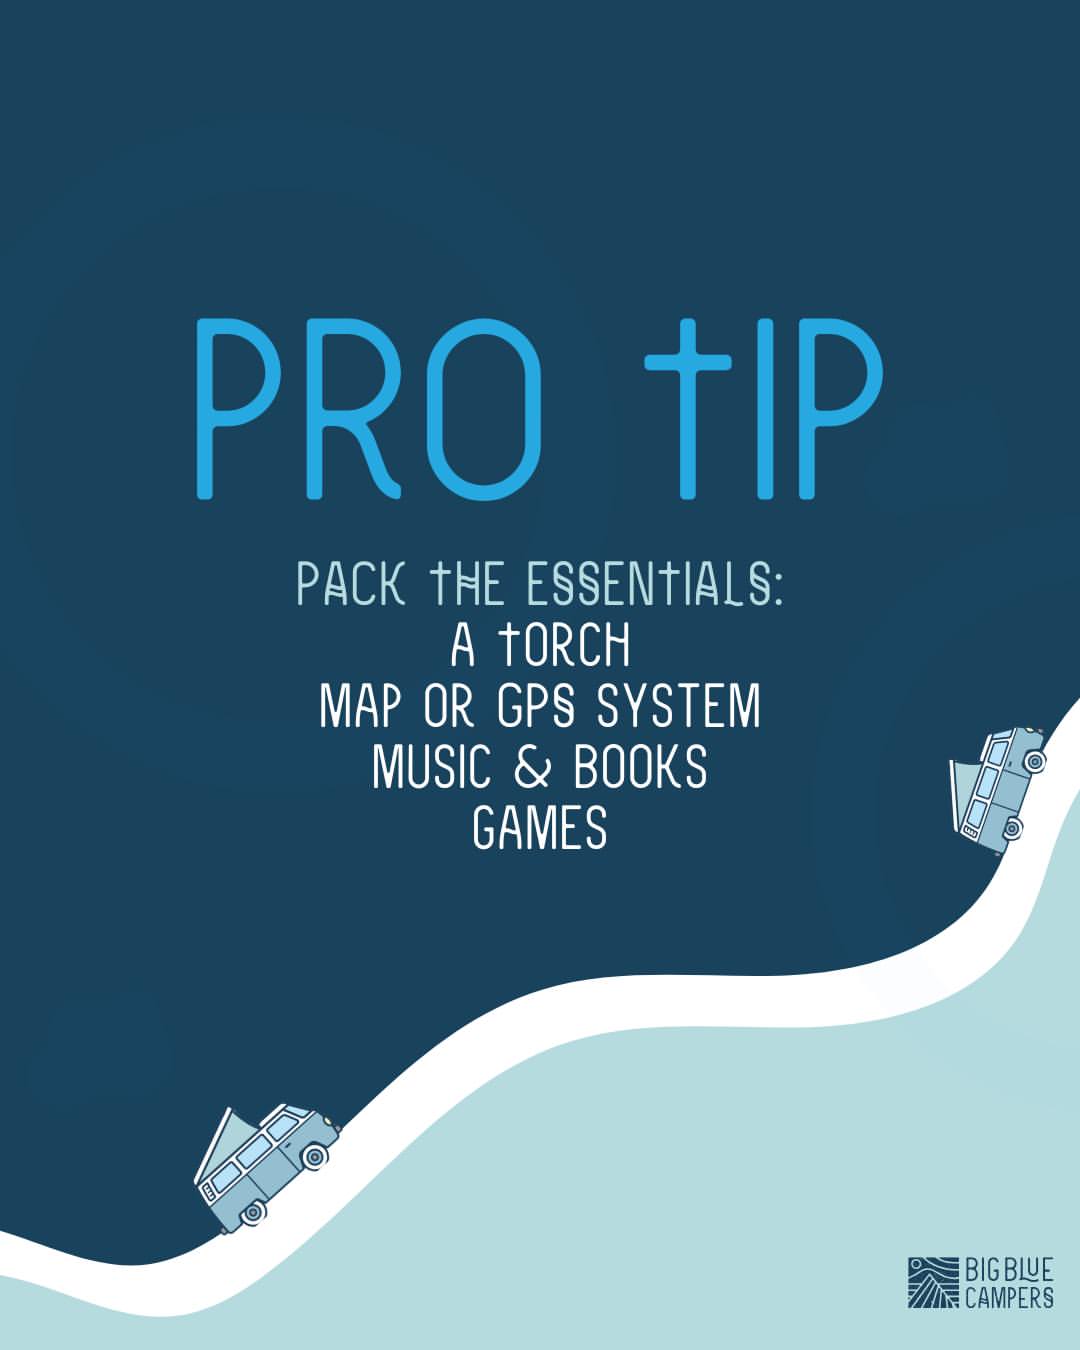 PRO TIP
PACK THE ESSENTIALS:
A TORCH
MAP OR GPS SYSTEM
MUSIC & BOOKS
GAMES
BIG BLUE
CAMPERS